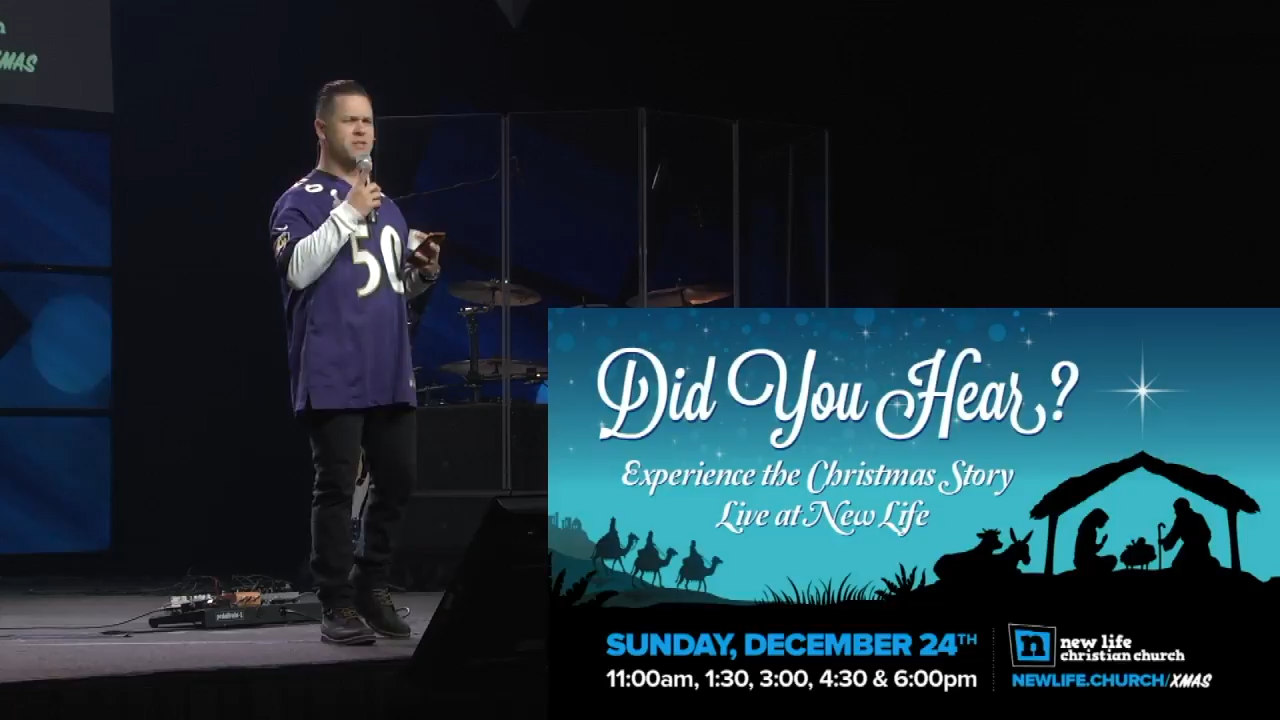 MAS
50
Did You Hear?
Experience the Christmas Story
Live at New Life
SUNDAY, DECEMBER 24TH
11:00am, 1:30, 3:00, 4:30 & 6:00pm
n
new life
christian church
NEWLIFE.CHURCH/XMAS